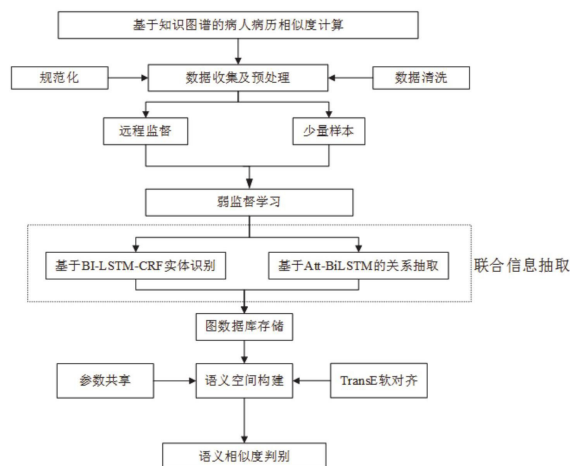 基于知识图谱的病人病历相似度计算
规范化
数据收集及预处理
数据清洗
远程监督
少量样本
弱监督学习
基于BI-LSTM-CRF实体识别
基于Att-BiLSTM的关系抽取
联合信息抽取
图数据库存储
参数共享
语义空间构建
TransE软对齐
语义相似度判别